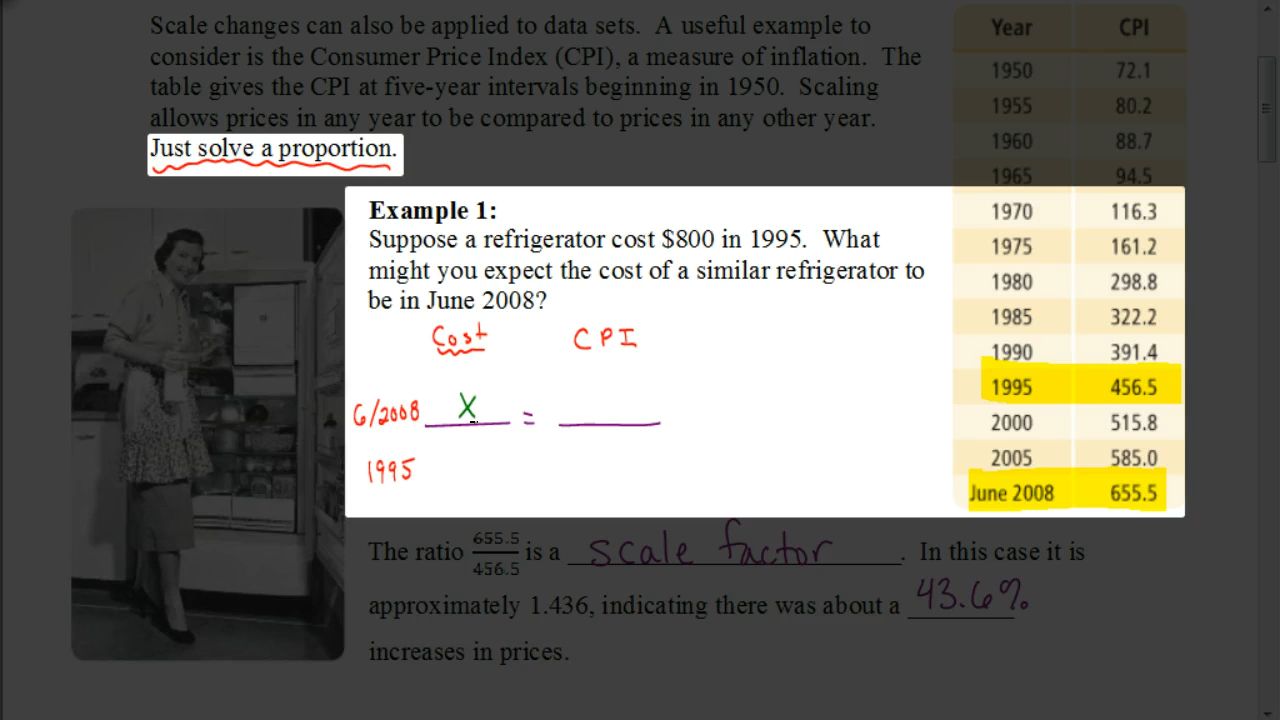 Scale changes can also be applied to data sets. A useful example to
consider is the Consumer Price Index (CPI), a measure of inflation. The
table gives the CPI at five-year intervals beginning in 1950. Scaling
allows prices in any year to be compared to prices in any other year.
Just solve a proportion.
Year CPI
1950 72.1
1955 80.2
1960 88.7
1965 94.5
1970 116.3
1975 161.2
1980 298.8
1985 322.2
1990 391.4
1995 456.5
2000 515.8
2005 585.0
June 2008 655.5
Example 1:
Suppose a refrigerator cost $800 in 1995. What
might you expect the cost of a similar refrigerator to
be in June 2008?
Cost CPI
6/2008 X =
1995
The ratio 655.5/456.5 is a scale factor. In this case it is
approximately 1.436, indicating there was about a 43.6%
increases in prices.